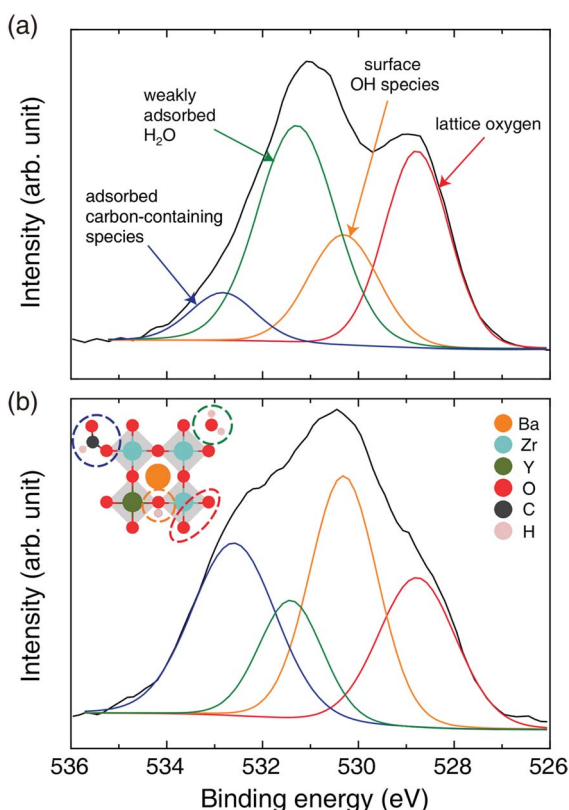 (a)
Intensity (arb. unit)
adsorbed
carbon-containing
species
weakly
adsorbed
H₂O
surface
OH species
lattice oxygen
(b)
Intensity (arb. unit)
Ba
Zr
Y
O
C
H
536 534 532 530 528 526
Binding energy (eV)